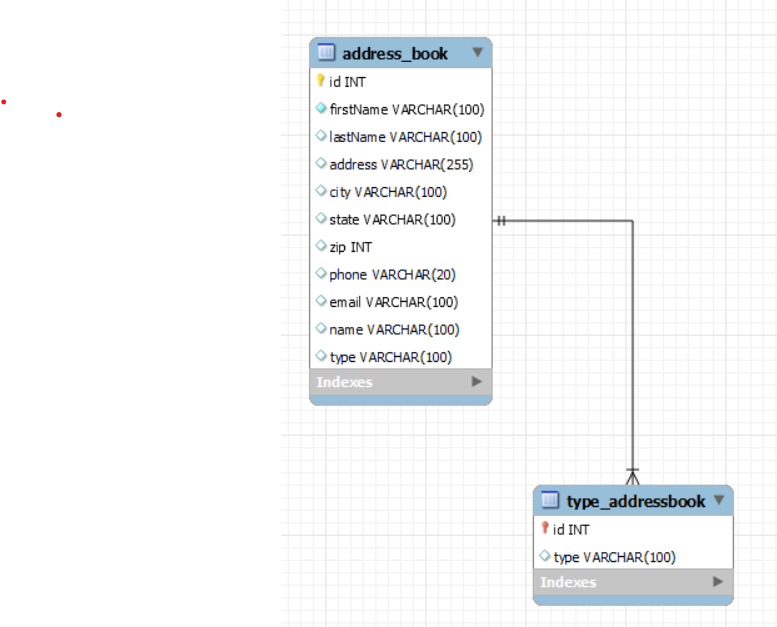 address_book
id INT
firstName VARCHAR(100)
lastName VARCHAR(100)
address VARCHAR(255)
city VARCHAR(100)
state VARCHAR(100)
zip INT
phone VARCHAR(20)
email VARCHAR(100)
name VARCHAR(100)
type VARCHAR(100)
Indexes
type_addressbook
id INT
type VARCHAR(100)
Indexes